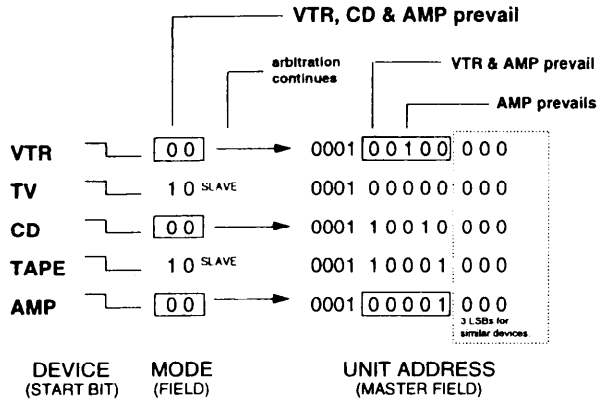 VTR, CD & AMP prevail
arbitration
continues
VTR & AMP prevail
AMP prevails
VTR 00 0001 00100 000
TV 10 SLAVE 0001 00000 000
CD 00 0001 10010 000
TAPE 10 SLAVE 0001 10001 000
AMP 00 0001 00001 000
3 LSBs for
similar devices.
DEVICE MODE UNIT ADDRESS
(START BIT) (FIELD) (MASTER FIELD)